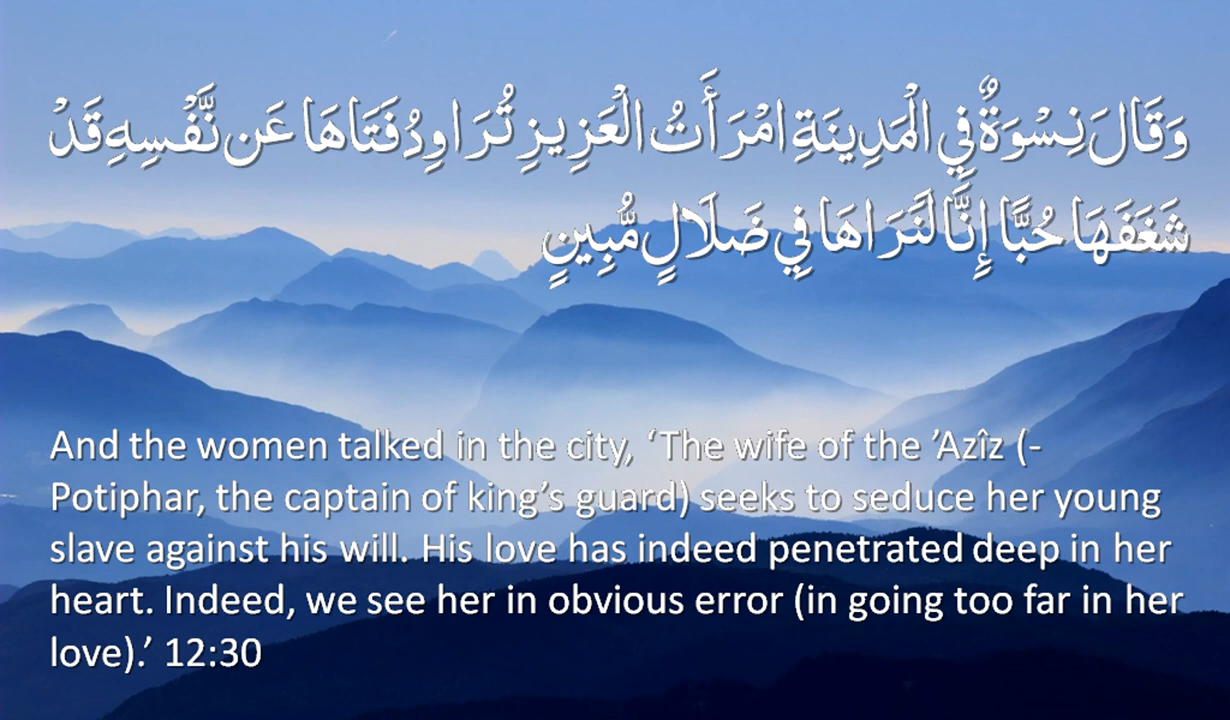 وَقَالَ نِسْوَةٌ فِي الْمَدِينَةِ امْرَأَتُ الْعَزِيزِ تُرَاوِدُ فَتَاهَا عَن نَّفْسِهِ قَدْ
شَغَفَهَا حُبًّا إِنَّا لَنَرَاهَا فِي ضَلَالٍ مُّبِينٍ
And the women talked in the city, ‘The wife of the ’Azîz (-
Potiphar, the captain of king’s guard) seeks to seduce her young
slave against his will. His love has indeed penetrated deep in her
heart. Indeed, we see her in obvious error (in going too far in her
love).’ 12:30